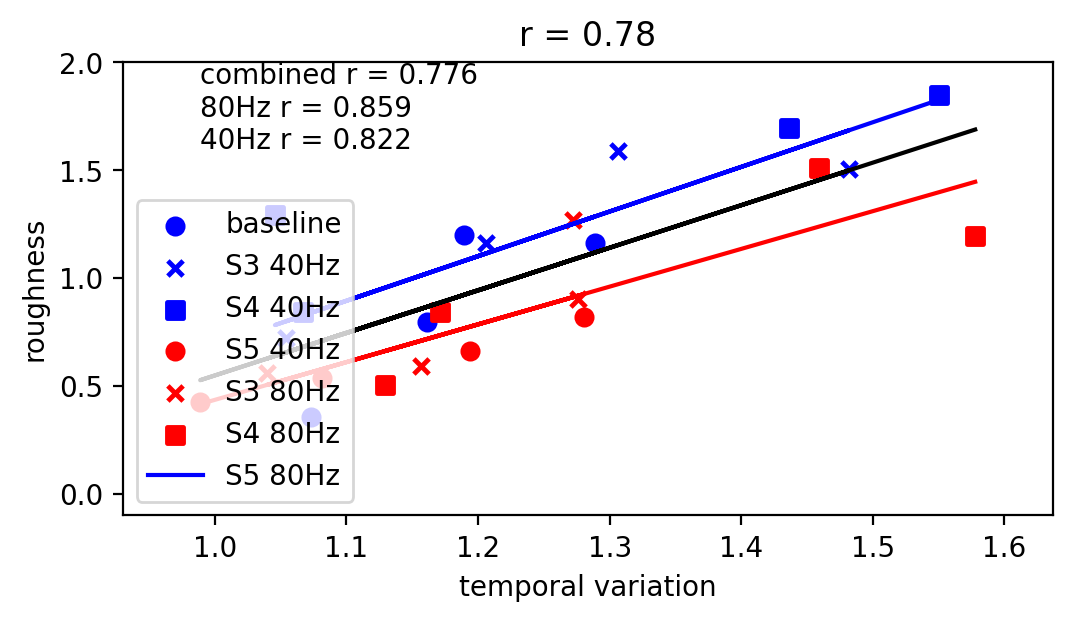 r = 0.78
combined r = 0.776
80Hz r = 0.859
40Hz r = 0.822
baseline
S3 40Hz
S4 40Hz
S5 40Hz
S3 80Hz
S4 80Hz
S5 80Hz
roughness
2.0
1.5
1.0
0.5
0.0
1.0 1.1 1.2 1.3 1.4 1.5 1.6
temporal variation